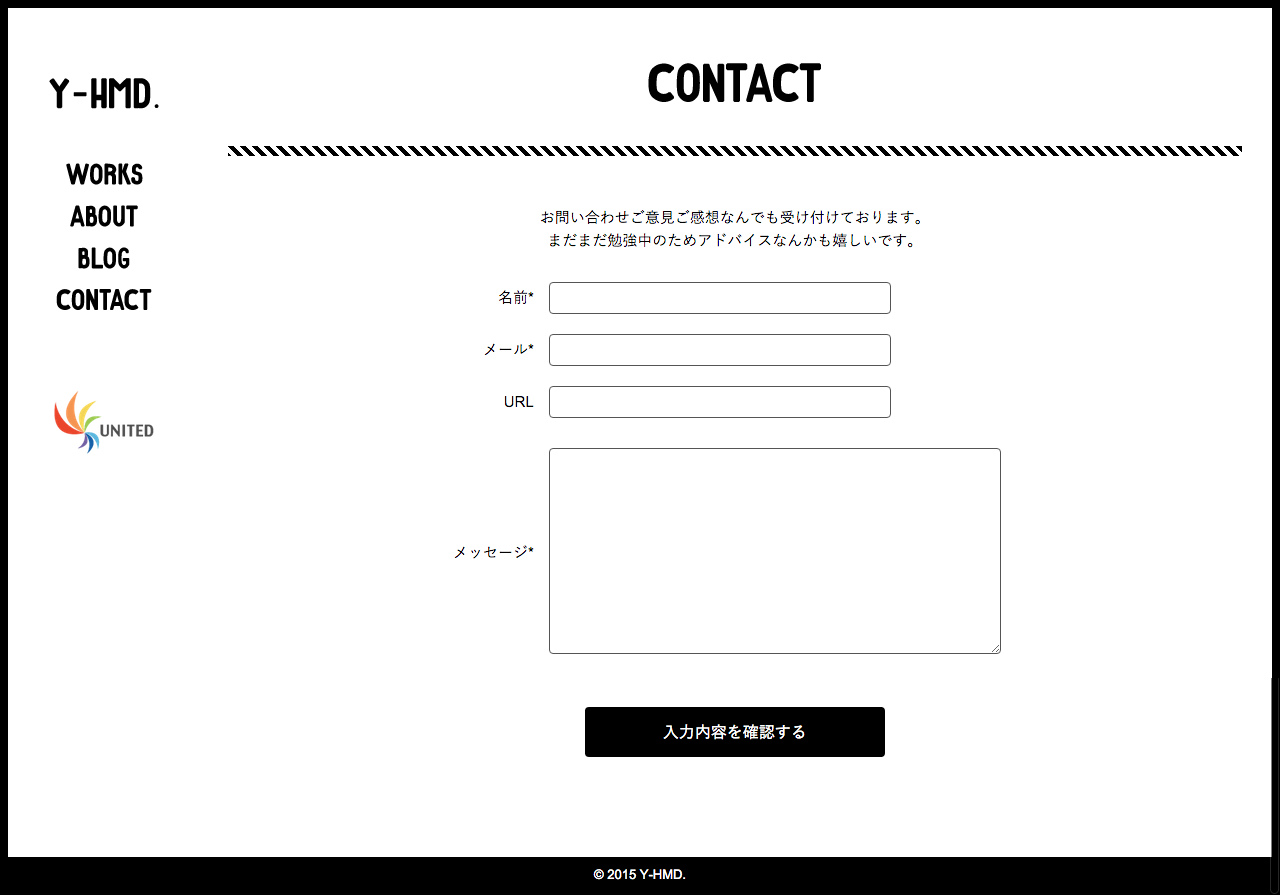 Y-HMD.
WORKS
ABOUT
BLOG
CONTACT
UNITED
CONTACT
お問い合わせご意見ご感想なんでも受け付けております。
まだまだ勉強中のためアドバイスなんかも嬉しいです。
名前*
メール*
URL
メッセージ*
入力内容を確認する
© 2015 Y-HMD.